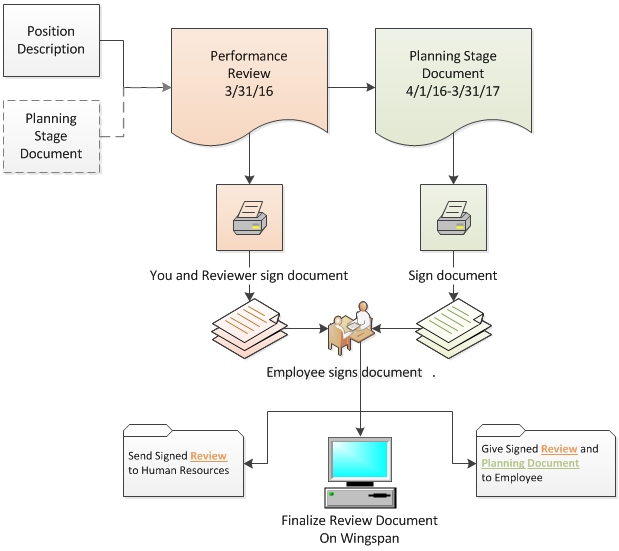 Position
Description
Planning
Stage
Document
Performance
Review
3/31/16
Planning Stage
Document
4/1/16-3/31/17
You and Reviewer sign document
Sign document
Employee signs document .
Send Signed Review
to Human Resources
Give Signed Review and
Planning Document
to Employee
Finalize Review Document
On Wingspan